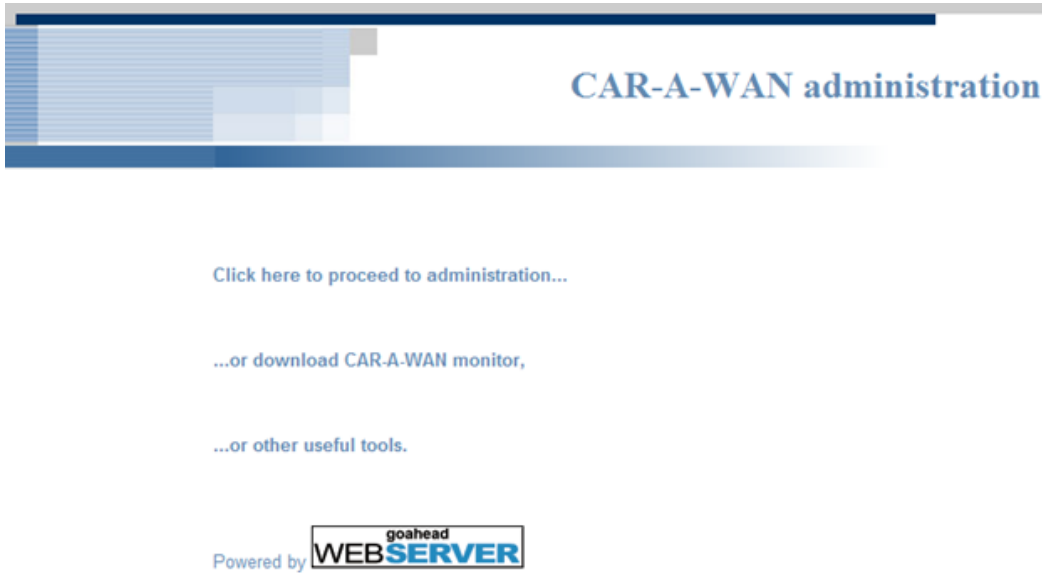 CAR-A-WAN administration
Click here to proceed to administration...
...or download CAR-A-WAN monitor,
...or other useful tools.
Powered by goahead WEBSERVER